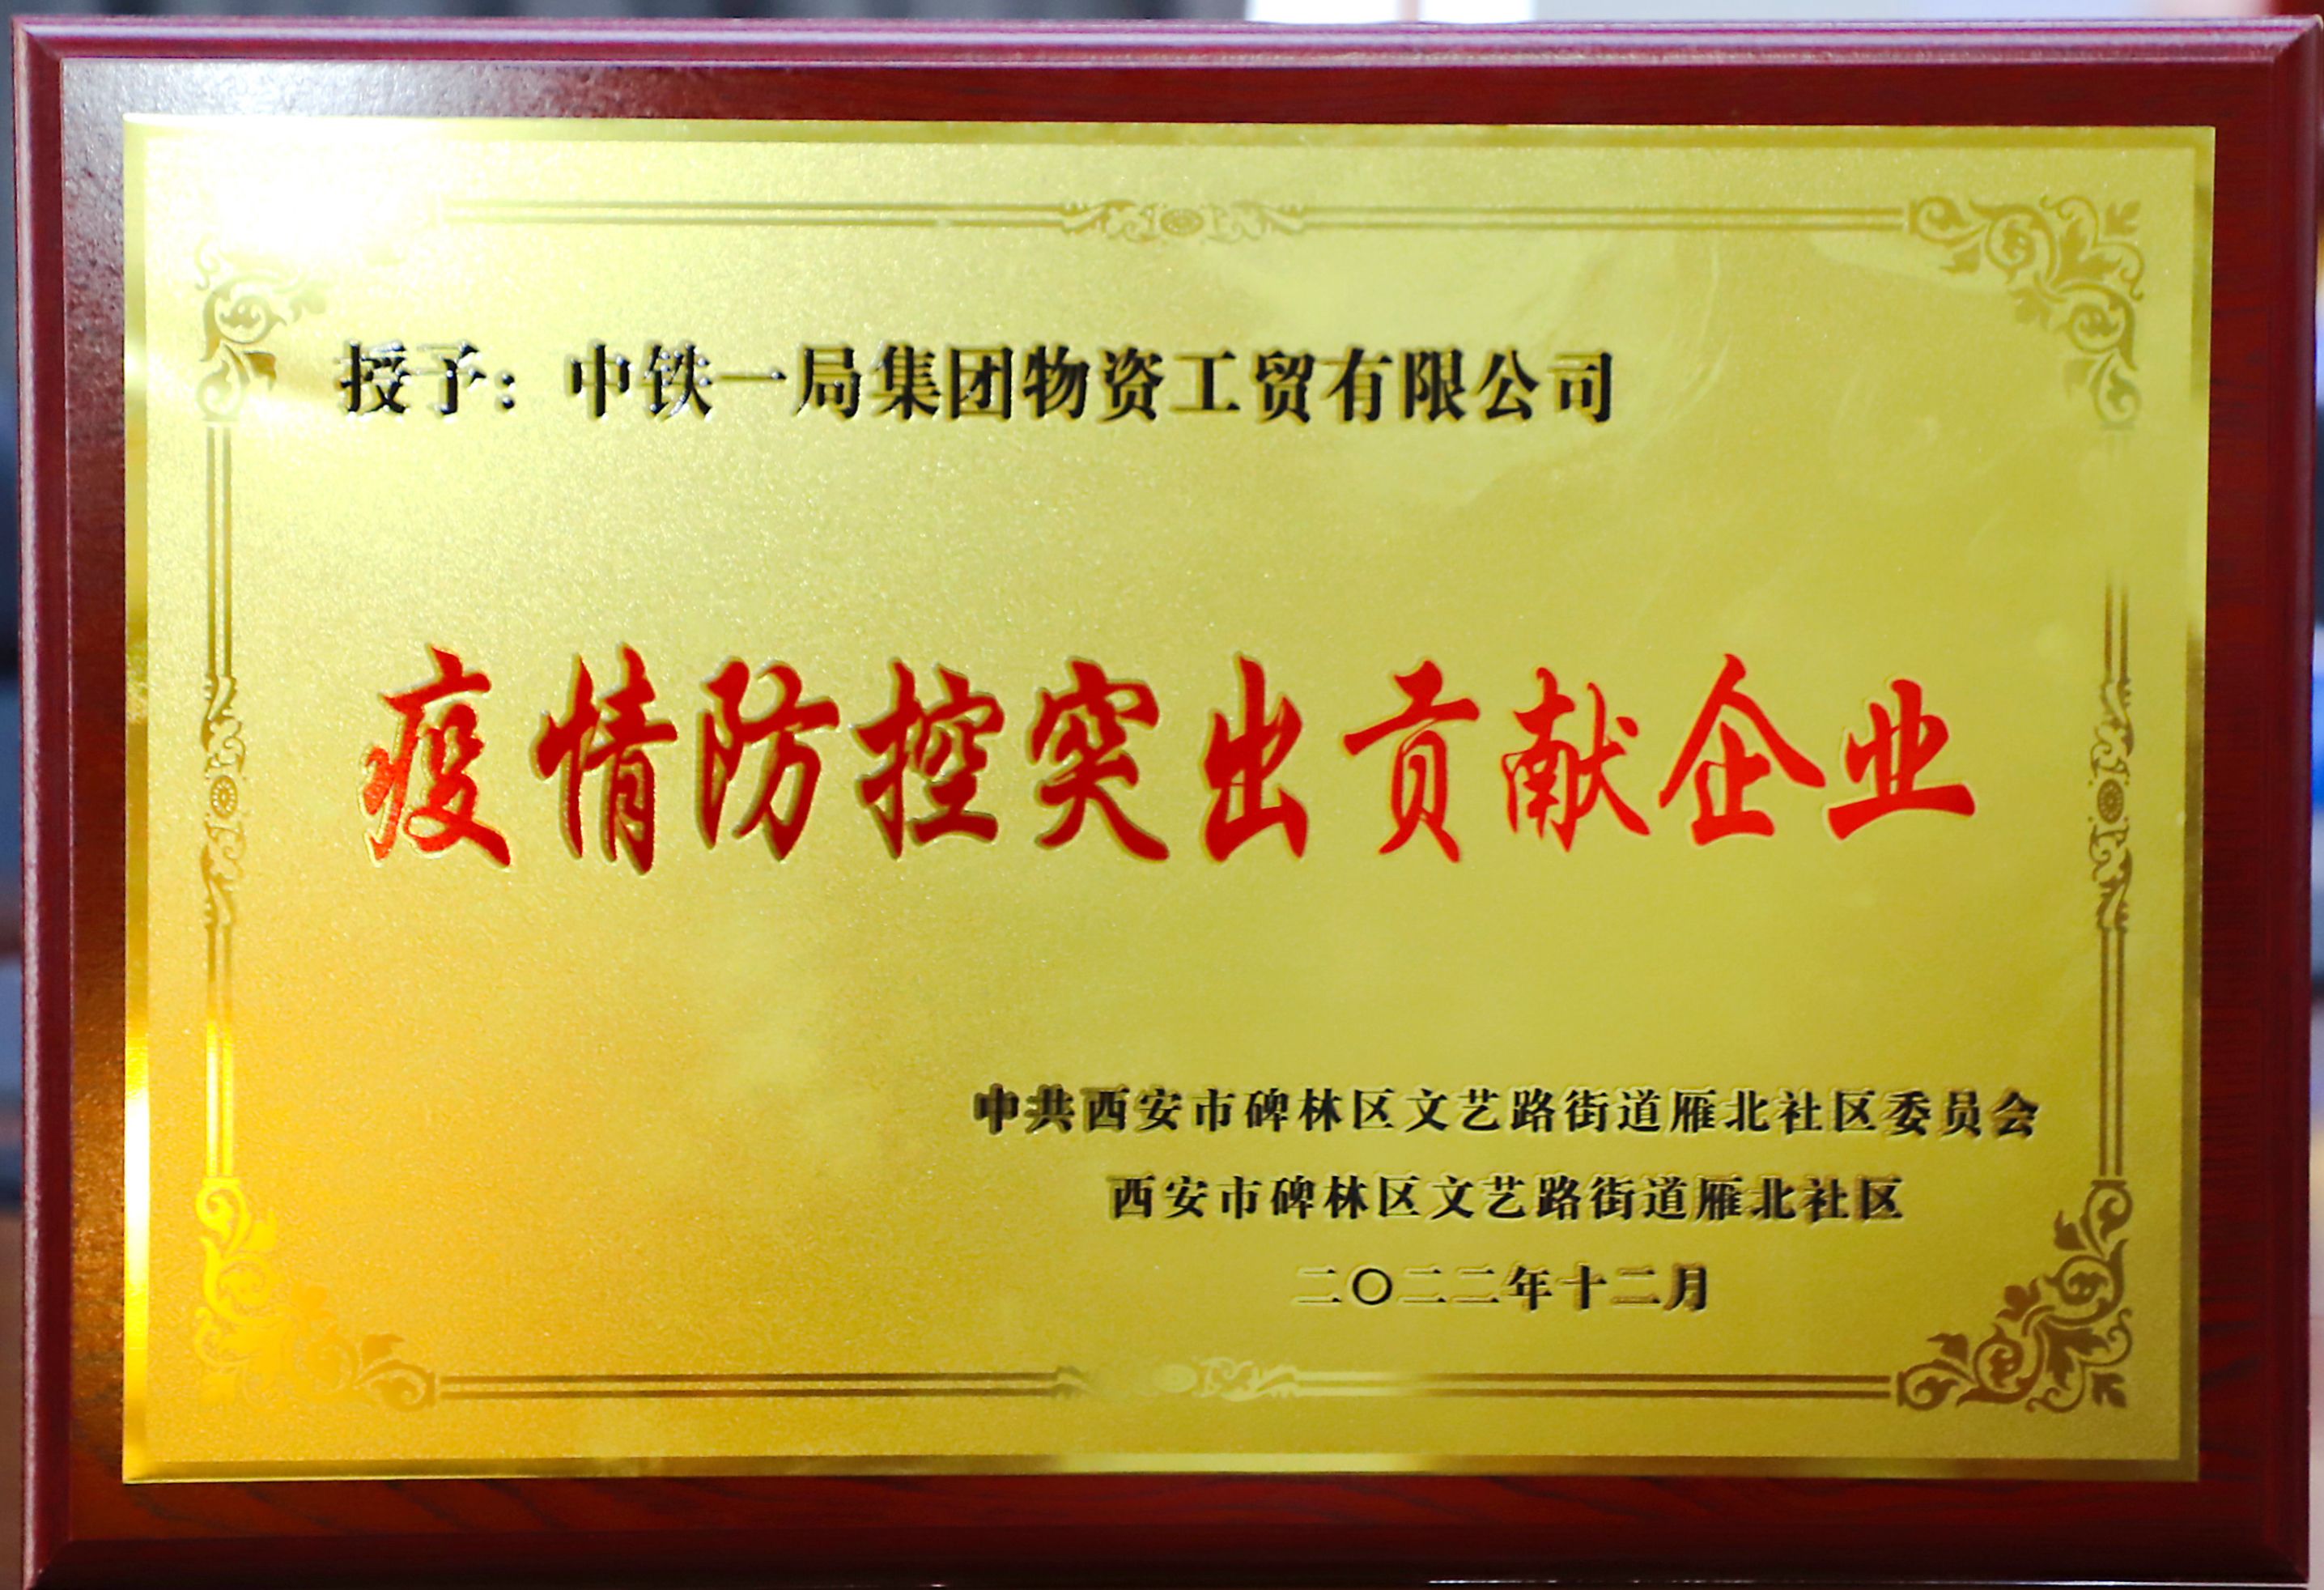 授予：中铁一局集团物资工贸有限公司
疫情防控突出贡献企业
中共西安市碑林区文艺路街道雁北社区委员会
西安市碑林区文艺路街道雁北社区
二〇二二年十二月